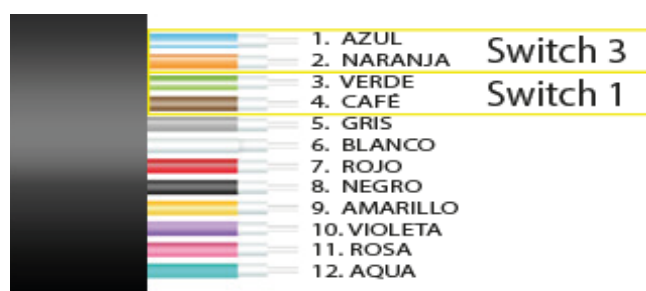 1. AZUL
2. NARANJA
Switch 3
3. VERDE
4. CAFÉ
Switch 1
5. GRIS
6. BLANCO
7. ROJO
8. NEGRO
9. AMARILLO
10. VIOLETA
11. ROSA
12. AQUA